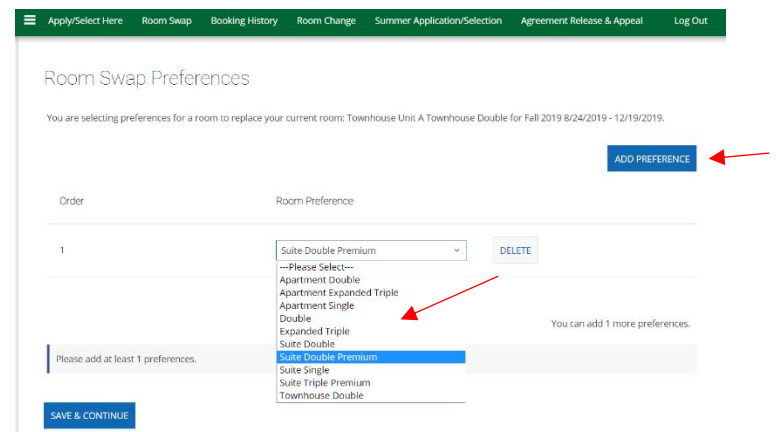 Apply/Select Here Room Swap Booking History Room Change Summer Application/Selection Agreement Release & Appeal Log Out
Room Swap Preferences
You are selecting preferences for a room to replace your current room: Townhouse Unit A Townhouse Double for Fall 2019 8/24/2019 - 12/19/2019.
ADD PREFERENCE
Order Room Preference
1 Suite Double Premium DELETE
---Please Select---
Apartment Double
Apartment Expanded Triple
Apartment Single
Double
Expanded Triple
You can add 1 more preferences.
Suite Double
Please add at least 1 preferences.
Suite Double Premium
Suite Single
Suite Triple Premium
Townhouse Double
SAVE & CONTINUE